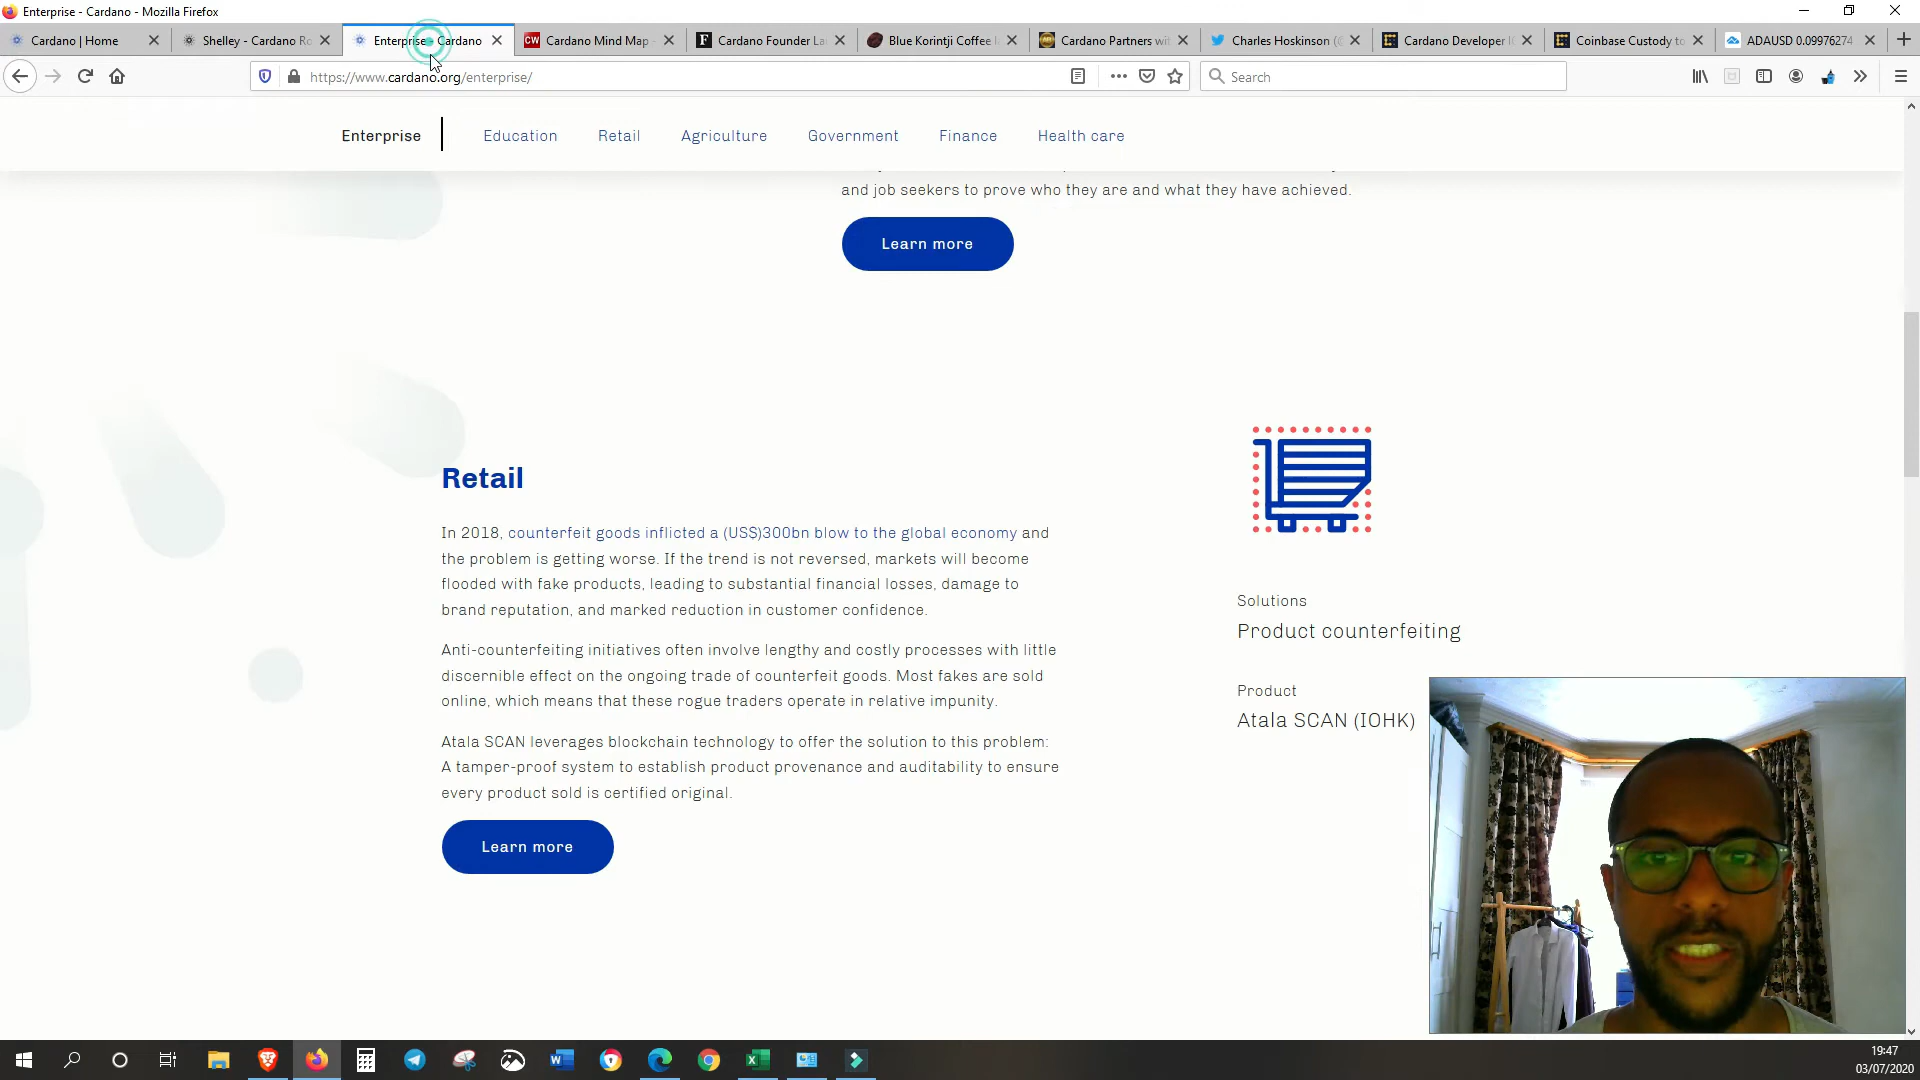 Enterprise - Cardano - Mozilla Firefox
Cardano | Home
Shelley - Cardano Ro
Enterprise - Cardano
CW
Cardano Mind Map -
F
Cardano Founder La
Blue Korintji Coffee
Cardano Partners wit
Charles Hoskinson (
Cardano Developer I
Coinbase Custody to
ADAUSD 0.09976274
https://www.cardano.org/enterprise/
Search
Enterprise
Education
Retail
Agriculture
Government
Finance
Health care
and job seekers to prove who they are and what they have achieved.
Learn more
Retail
In 2018, counterfeit goods inflicted a (US$)300bn blow to the global economy and
the problem is getting worse. If the trend is not reversed, markets will become
flooded with fake products, leading to substantial financial losses, damage to
brand reputation, and marked reduction in customer confidence.
Anti-counterfeiting initiatives often involve lengthy and costly processes with little
discernible effect on the ongoing trade of counterfeit goods. Most fakes are sold
online, which means that these rogue traders operate in relative impunity.
Atala SCAN leverages blockchain technology to offer the solution to this problem:
A tamper-proof system to establish product provenance and auditability to ensure
every product sold is certified original.
Learn more
Solutions
Product counterfeiting
Product
Atala SCAN (IOHK)
19:47
03/07/2020